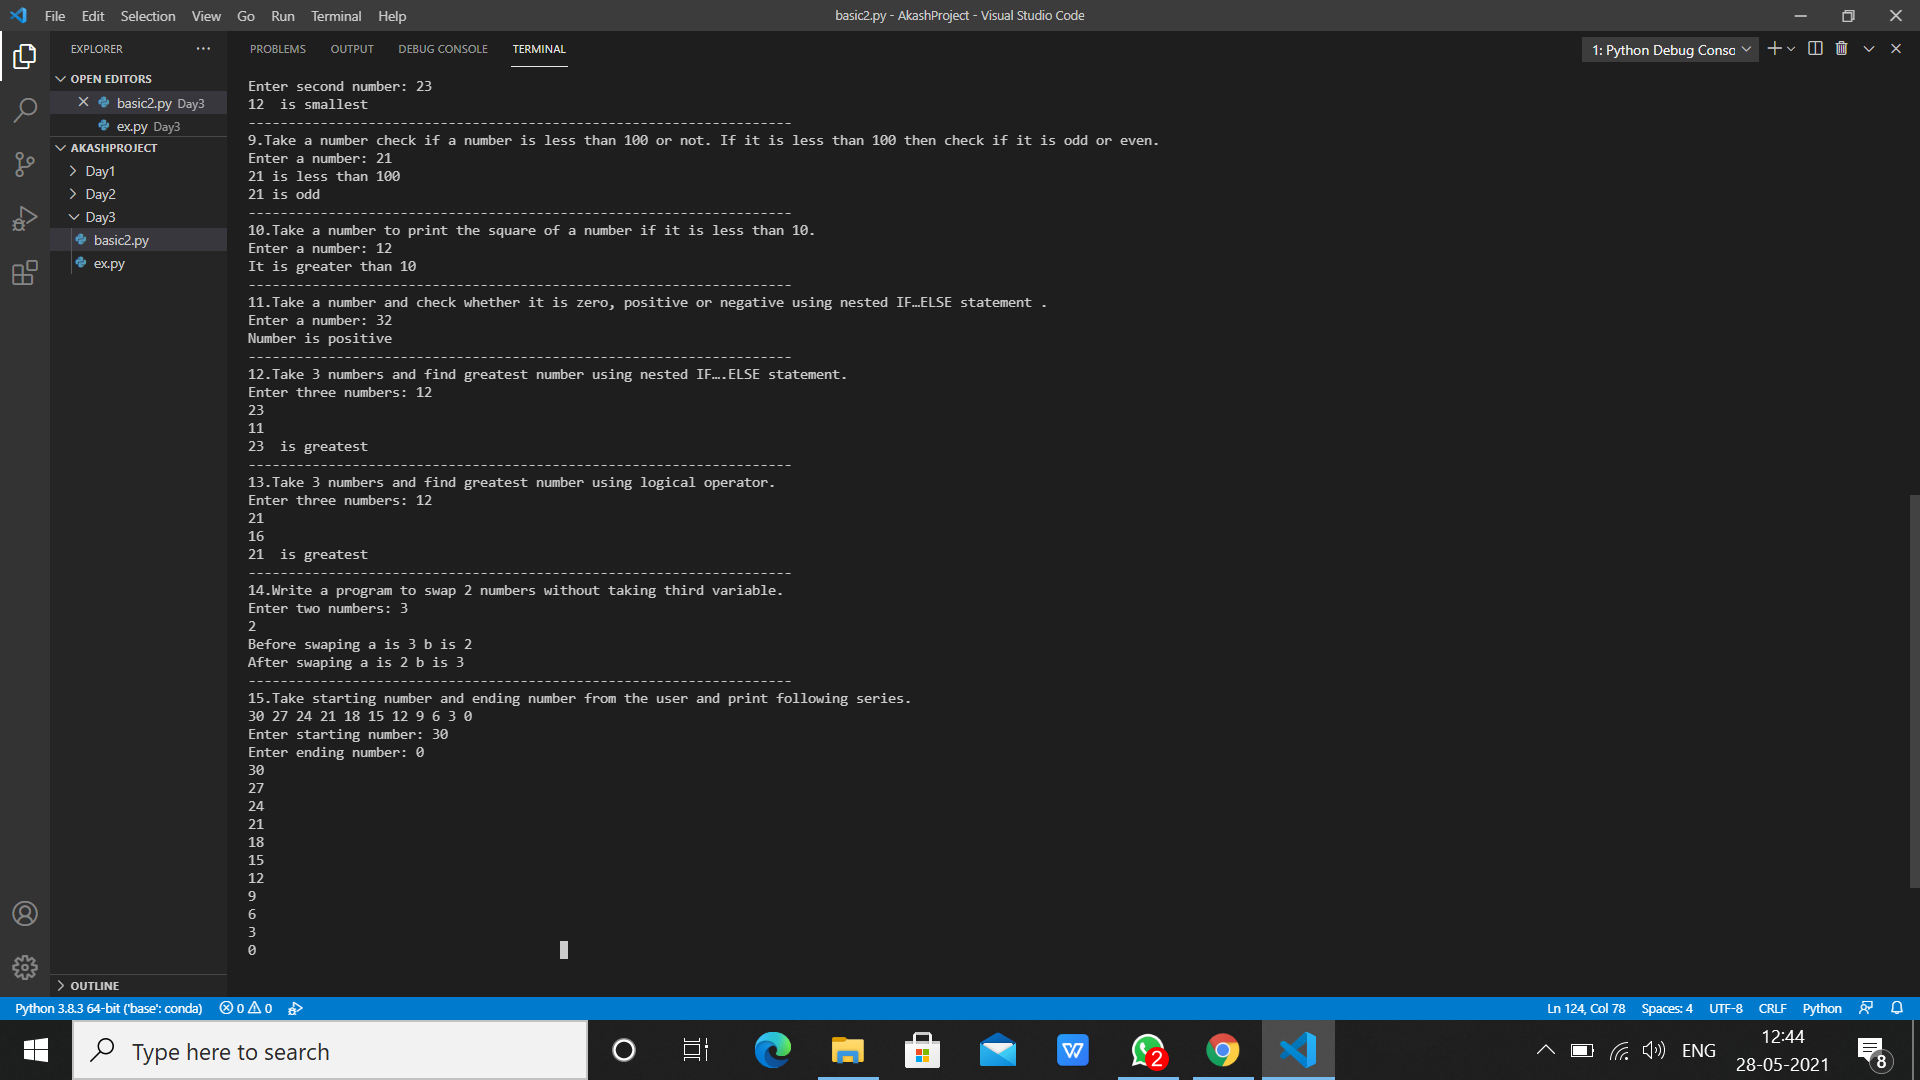 File Edit Selection View Go Run Terminal Help
basic2.py - AkashProject - Visual Studio Code
EXPLORER
OPEN EDITORS
basic2.py Day3
ex.py Day3
AKASHPROJECT
Day1
Day2
Day3
basic2.py
ex.py
OUTLINE
PROBLEMS OUTPUT DEBUG CONSOLE TERMINAL
1: Python Debug Conso
Enter second number: 23
12  is smallest
--------------------------------------------------------------------
9.Take a number check if a number is less than 100 or not. If it is less than 100 then check if it is odd or even.
Enter a number: 21
21 is less than 100
21 is odd
--------------------------------------------------------------------
10.Take a number to print the square of a number if it is less than 10.
Enter a number: 12
It is greater than 10
--------------------------------------------------------------------
11.Take a number and check whether it is zero, positive or negative using nested IF…ELSE statement .
Enter a number: 32
Number is positive
--------------------------------------------------------------------
12.Take 3 numbers and find greatest number using nested IF….ELSE statement.
Enter three numbers: 12
23
11
23  is greatest
--------------------------------------------------------------------
13.Take 3 numbers and find greatest number using logical operator.
Enter three numbers: 12
21
16
21  is greatest
--------------------------------------------------------------------
14.Write a program to swap 2 numbers without taking third variable.
Enter two numbers: 3
2
Before swaping a is 3 b is 2
After swaping a is 2 b is 3
--------------------------------------------------------------------
15.Take starting number and ending number from the user and print following series.
30 27 24 21 18 15 12 9 6 3 0
Enter starting number: 30
Enter ending number: 0
30
27
24
21
18
15
12
9
6
3
0
Python 3.8.3 64-bit ('base': conda) 0 0
Ln 124, Col 78 Spaces: 4 UTF-8 CRLF Python
Type here to search
W
2
ENG
12:44
28-05-2021
8